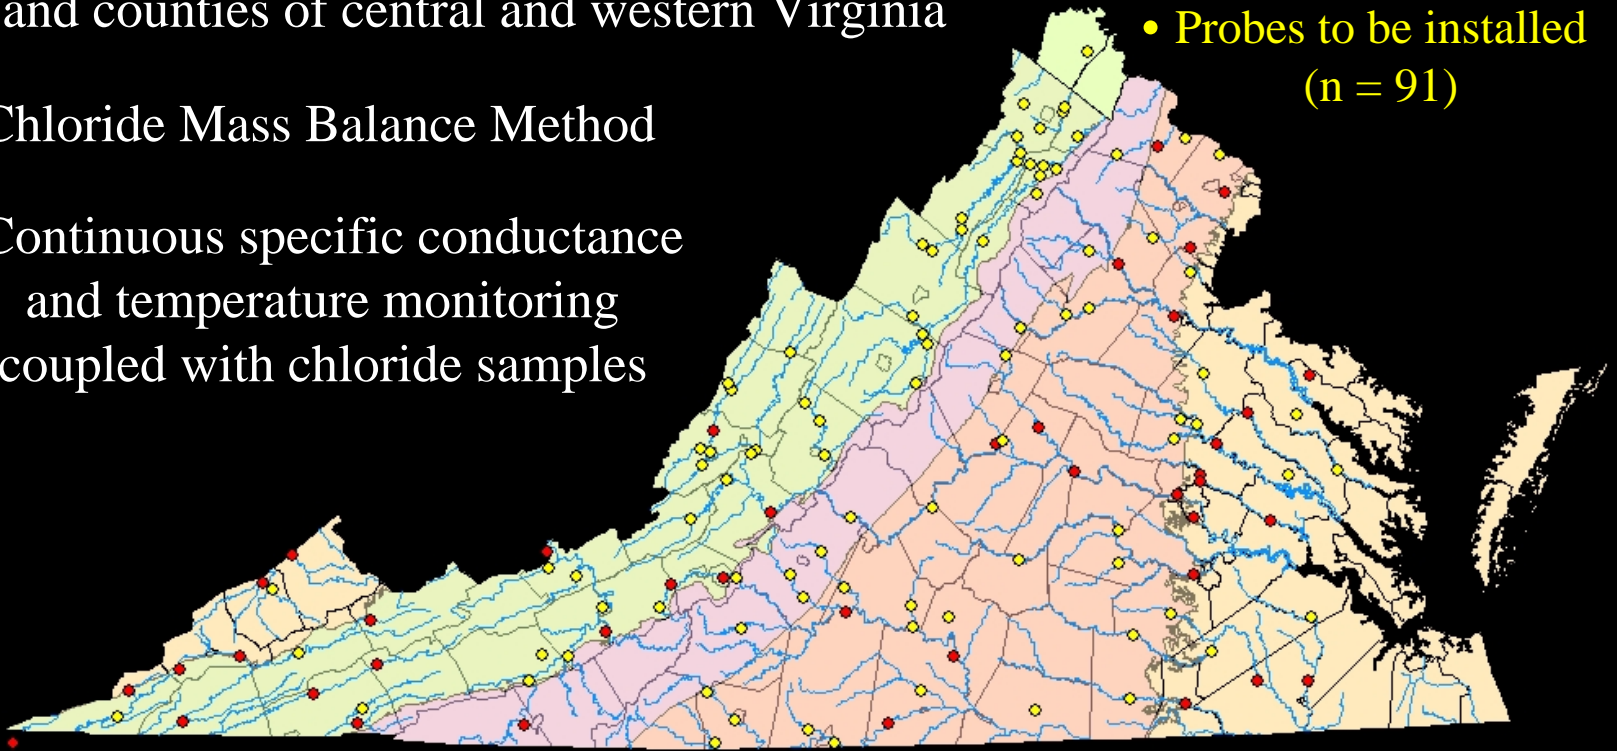 and counties of central and western Virginia
• Probes to be installed
(n = 91)
Chloride Mass Balance Method
Continuous specific conductance
and temperature monitoring
coupled with chloride samples